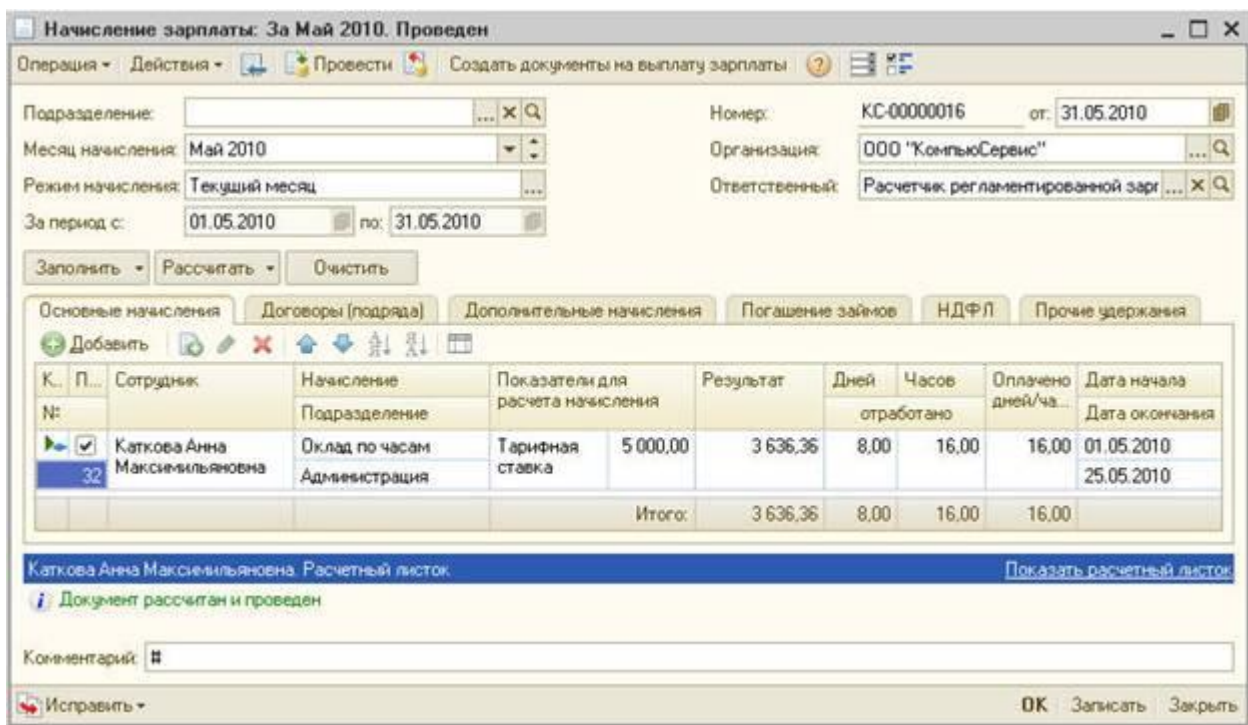 Начисление зарплаты: За Май 2010. Проведен
Операция Действия Провести Создать документы на выплату зарплаты
Подразделение: ... Номер: КС-00000016 от: 31.05.2010
Месяц начисления: Май 2010 Организация: ООО "КомпьюСервис" ...
Режим начисления: Текущий месяц ... Ответственный: Расчетчик регламентированной зарг ...
За период с: 01.05.2010 по: 31.05.2010
Заполнить Рассчитать Очистить
Основные начисления Договоры (подряда) Дополнительные начисления Погашение займов НДФЛ Прочие удержания
Добавить
К... П... Сотрудник Начисление Показатели для расчета начисления Результат Дней Часов Оплачено дней/ча... Дата начала
№ Подразделение отработано Дата окончания
Каткова Анна Максимильяновна Оклад по часам Тарифная ставка 5 000,00 3 636,36 8,00 16,00 16,00 01.05.2010
32 Администрация 25.05.2010
Итого: 3 636,36 8,00 16,00 16,00
Каткова Анна Максимильяновна. Расчетный листок Показать расчетный листок
Документ рассчитан и проведен
Комментарий: #
Исправить OK Записать Закрыть